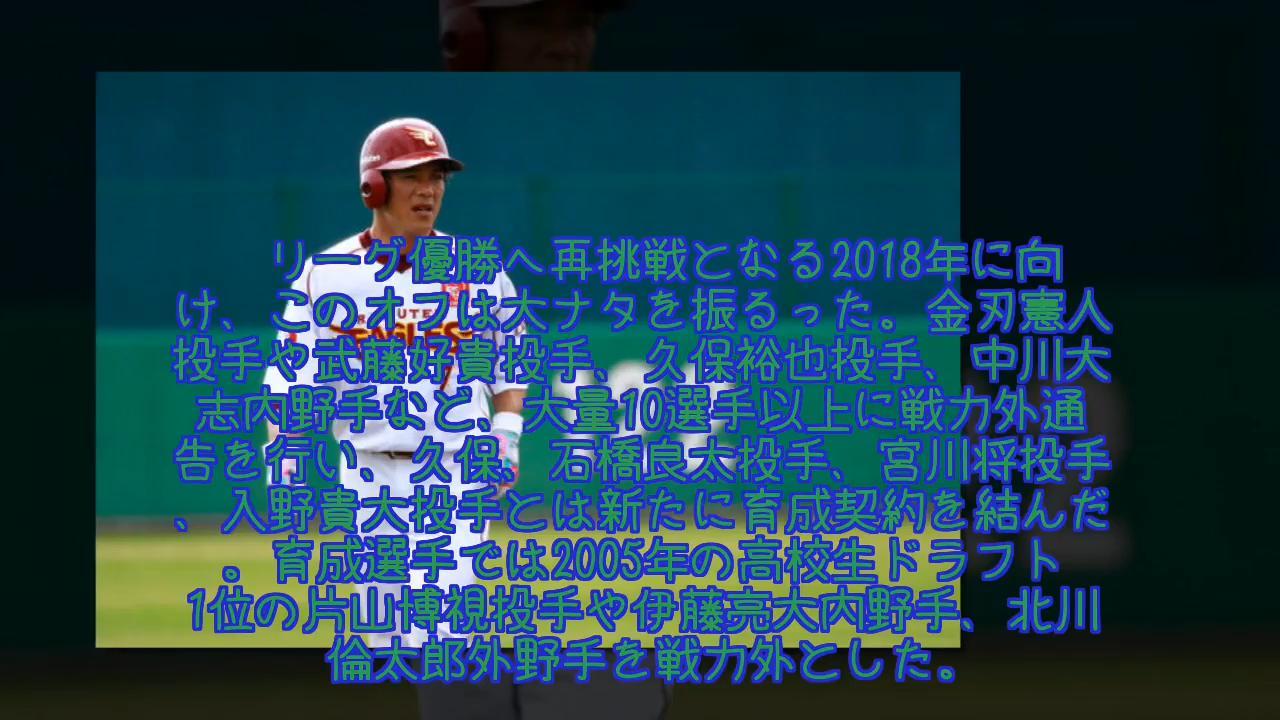 リーグ優勝へ再挑戦となる2018年に向
け、このオフは大ナタを振るった。金刃憲人
投手や武藤好貴投手、久保裕也投手、中川大
志内野手など、大量10選手以上に戦力外通
告を行い、久保、石橋良太投手、宮川将投手
、入野貴大投手とは新たに育成契約を結んだ
。育成選手では2005年の高校生ドラフト
1位の片山博視投手や伊藤亮大内野手、北川
倫太郎外野手を戦力外とした。
EAGLES
7